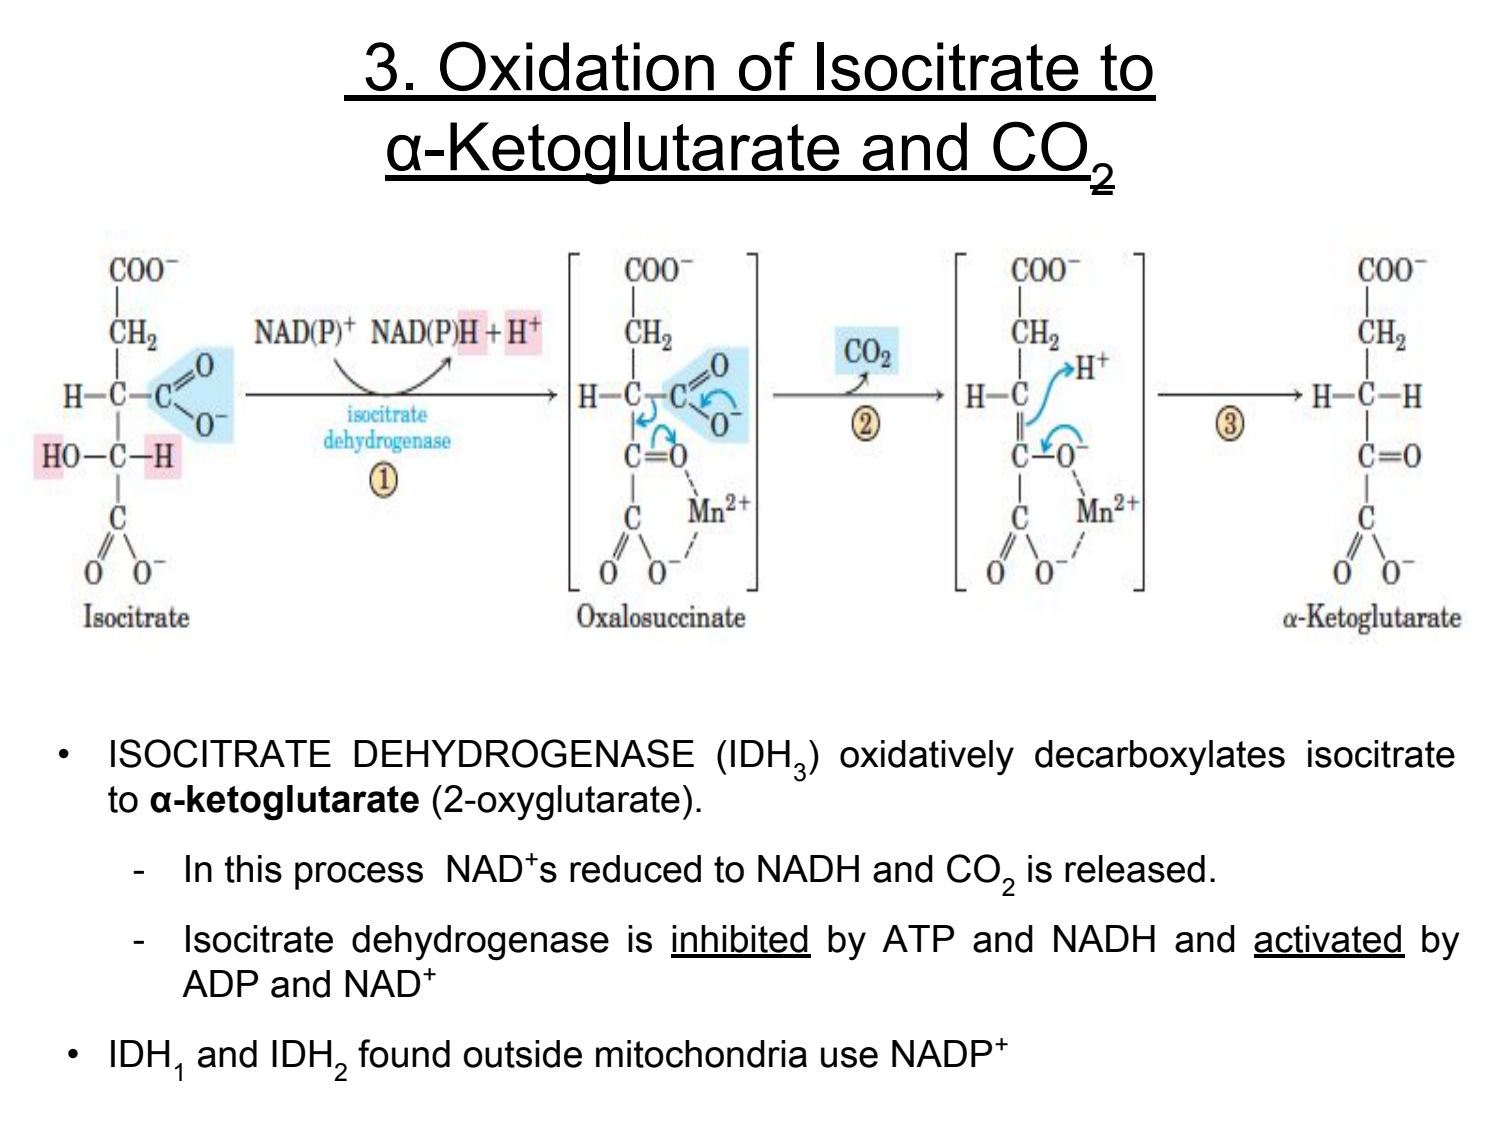 3. Oxidation of Isocitrate to
α-Ketoglutarate and CO₂
COO⁻
CH₂
H–C–C
O
O⁻
HO–C–H
C
O O⁻
Isocitrate
NAD(P)⁺ NAD(P)H + H⁺
isocitrate
dehydrogenase
1
COO⁻
CH₂
H–C–C
O
O⁻
C=O
Mn²⁺
C
O O⁻
Oxalosuccinate
CO₂
2
COO⁻
CH₂
H⁺
H–C
C–O⁻
Mn²⁺
C
O O⁻
3
COO⁻
CH₂
H–C–H
C=O
C
O O⁻
α-Ketoglutarate
• ISOCITRATE DEHYDROGENASE (IDH₃) oxidatively decarboxylates isocitrate
to α-ketoglutarate (2-oxyglutarate).
- In this process NAD⁺s reduced to NADH and CO₂ is released.
- Isocitrate dehydrogenase is inhibited by ATP and NADH and activated by
ADP and NAD⁺
• IDH₁ and IDH₂ found outside mitochondria use NADP⁺